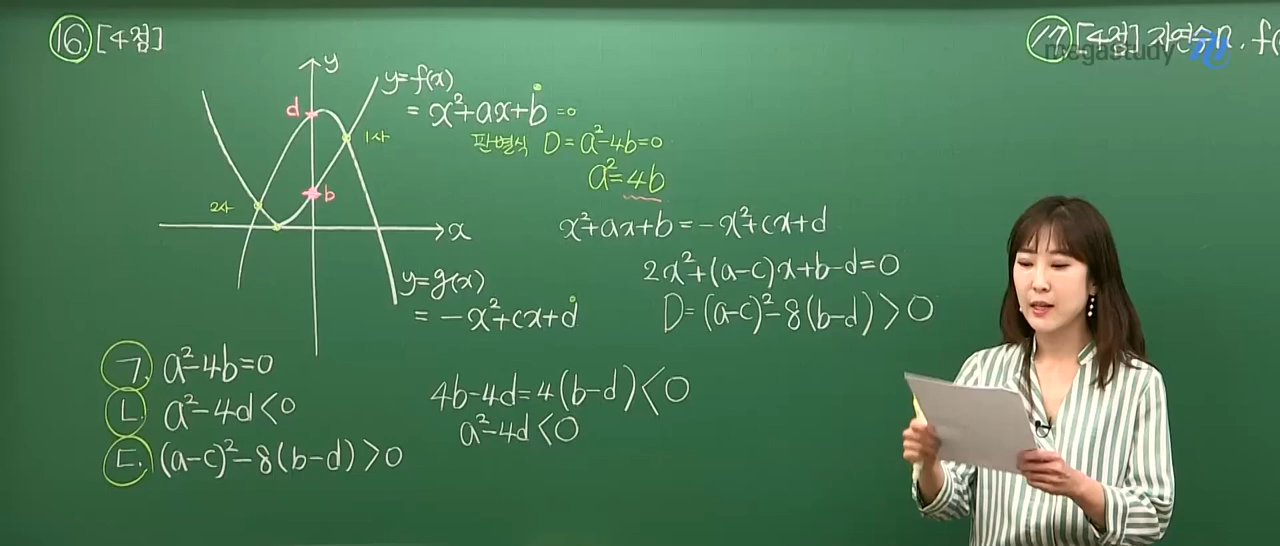 16. [4점]
17 [4점] 자연수 n, f(
megastudy
y
y=f(x)
= x²+ax+b =0
d
1사
판별식 D=a²-4b=0
a²=4b
b
2사
x
x²+ax+b=-x²+cx+d
2x²+(a-c)x+b-d=0
D=(a-c)²-8(b-d)>0
y=g(x)
= -x²+cx+d
ㄱ. a²-4b=0
ㄴ. a²-4d<0
ㄷ. (a-c)²-8(b-d)>0
4b-4d=4(b-d)<0
a²-4d<0